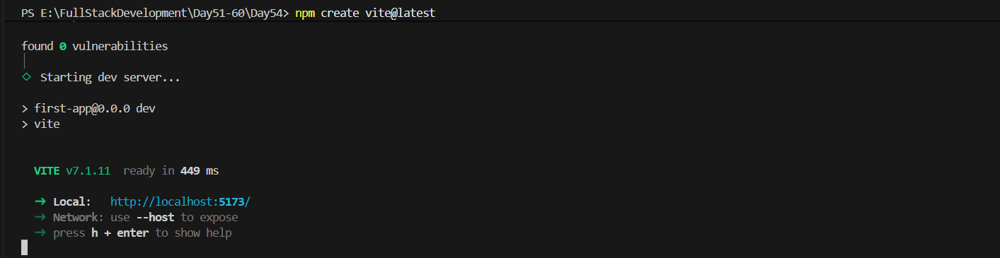 PS E:\FullStackDevelopment\Day51-60\Day54> npm create vite@latest
found 0 vulnerabilities
◇ Starting dev server...
> first-app@0.0.0 dev
> vite
VITE v7.1.11 ready in 449 ms
➜ Local: http://localhost:5173/
➜ Network: use --host to expose
➜ press h + enter to show help